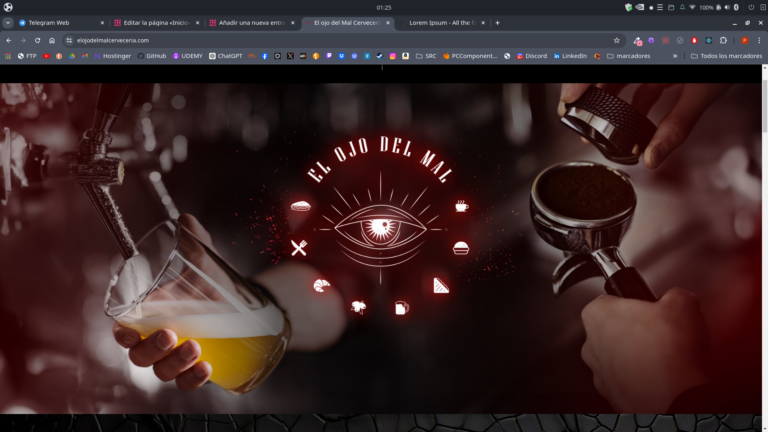 01:25
100%
Telegram Web
Editar la página «Inicio
Añadir una nueva entr
El ojo del Mal Cervecer
Lorem Ipsum - All the f
elojodelmalcerveceria.com
FTP
Hostinger
GitHub
UDEMY
ChatGPT
SRC
PCComponent...
Discord
LinkedIn
marcadores
Todos los marcadores
EL OJO DEL MAL